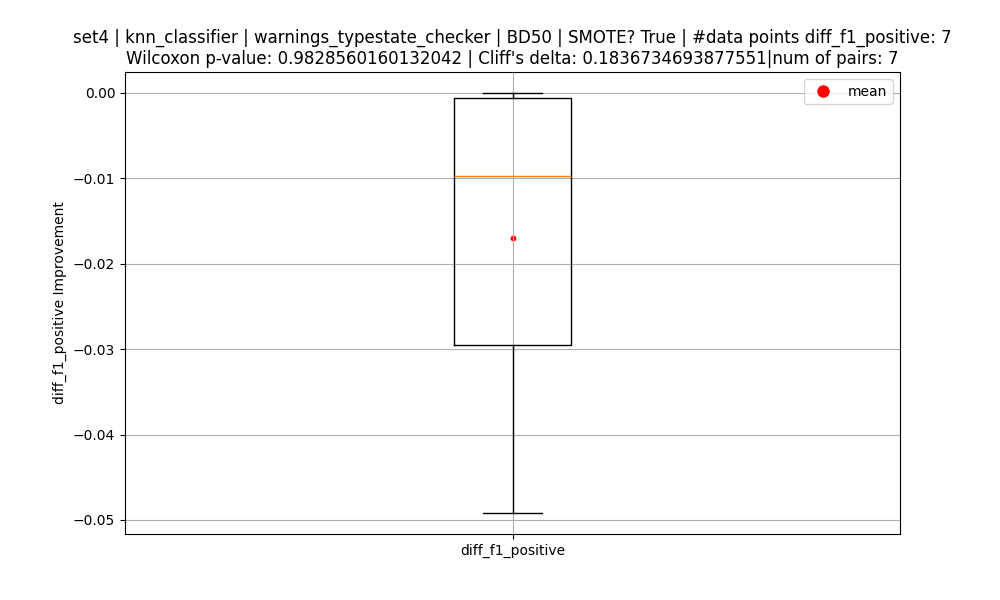 set4 | knn_classifier | warnings_typestate_checker | BD50 | SMOTE? True | #data points diff_f1_positive: 7
Wilcoxon p-value: 0.9828560160132042 | Cliff's delta: 0.1836734693877551|num of pairs: 7
mean
0.00
−0.01
−0.02
−0.03
−0.04
−0.05
diff_f1_positive Improvement
diff_f1_positive